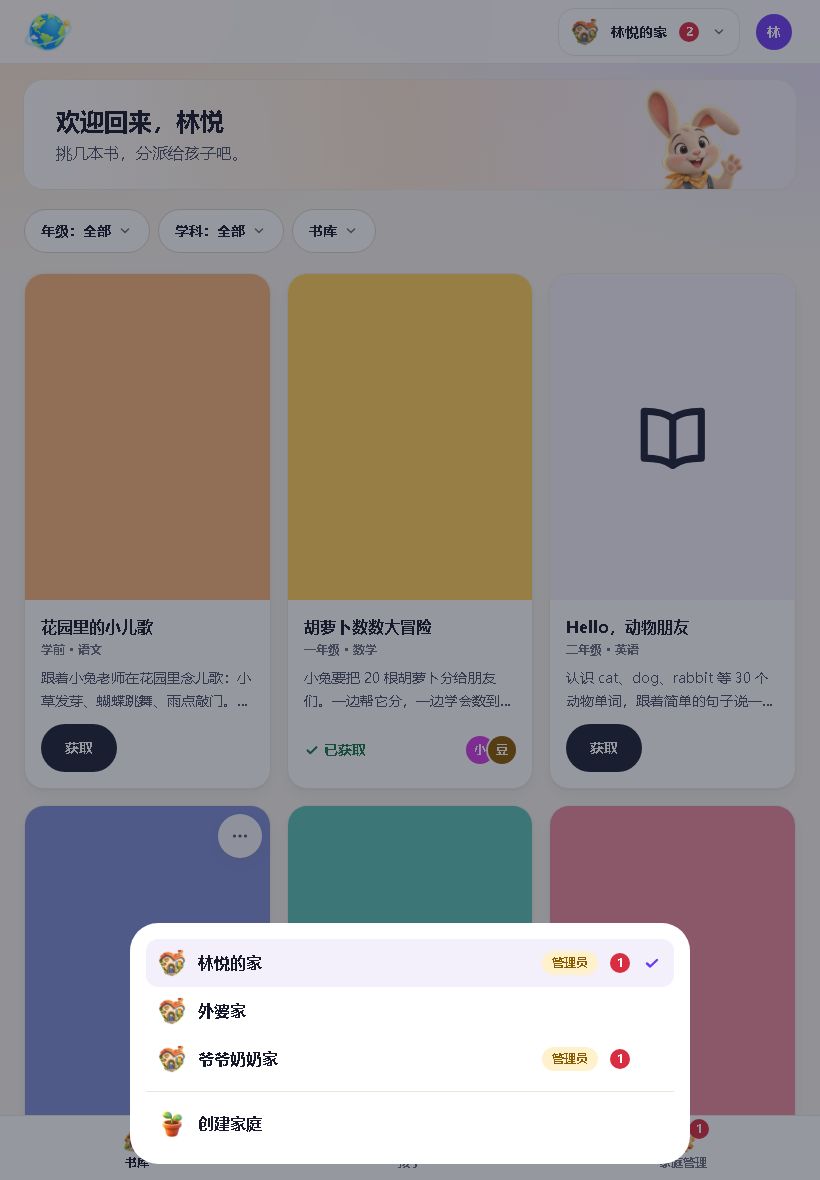 林悦的家 2 林
欢迎回来，林悦
挑几本书，分派给孩子吧。
年级：全部 学科：全部 书库
花园里的小儿歌
学前·语文
跟着小兔老师在花园里念儿歌：小
草发芽、蝴蝶跳舞、雨点敲门。...
获取
胡萝卜数数大冒险
一年级·数学
小兔要把 20 根胡萝卜分给朋友
们。一边帮它分，一边学会数到...
已获取 小 豆
Hello，动物朋友
二年级·英语
认识 cat、dog、rabbit 等 30 个
动物单词，跟着简单的句子说一...
获取
林悦的家 管理员 1
外婆家
爷爷奶奶家 管理员 1
创建家庭
1
书库 家庭管理